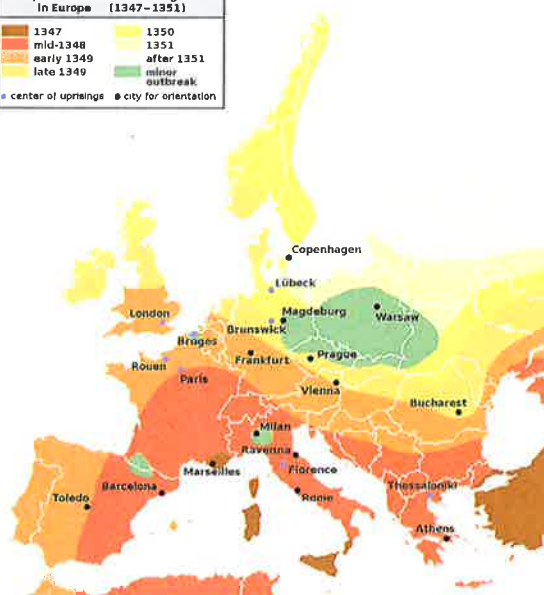 in Europe (1347–1351)
1347
mid-1348
early 1349
late 1349
1350
1351
after 1351
minor
outbreak
center of uprisings
city for orientation
Copenhagen
Lübeck
London
Magdeburg
Warsaw
Brunswick
Bruges
Frankfurt
Prague
Rouen
Paris
Vienna
Bucharest
Milan
Ravenna
Marseilles
Florence
Barcelona
Toledo
Rome
Thessaloniki
Athens